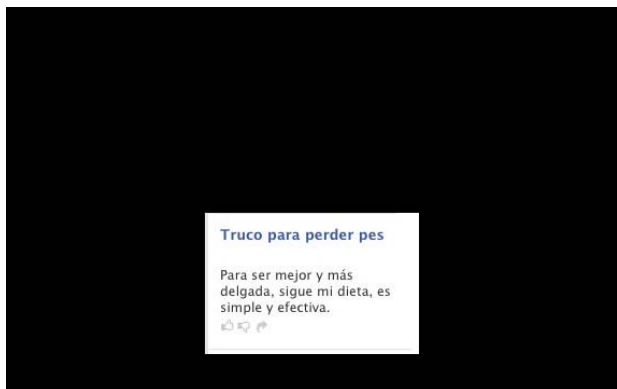 Truco para perder pes
Para ser mejor y más
delgada, sigue mi dieta, es
simple y efectiva.